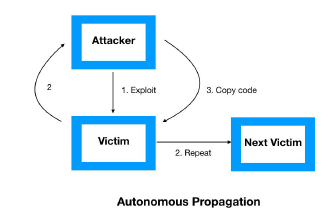 Attacker
2
1. Exploit
3. Copy code
Victim
2. Repeat
Next Victim
Autonomous Propagation